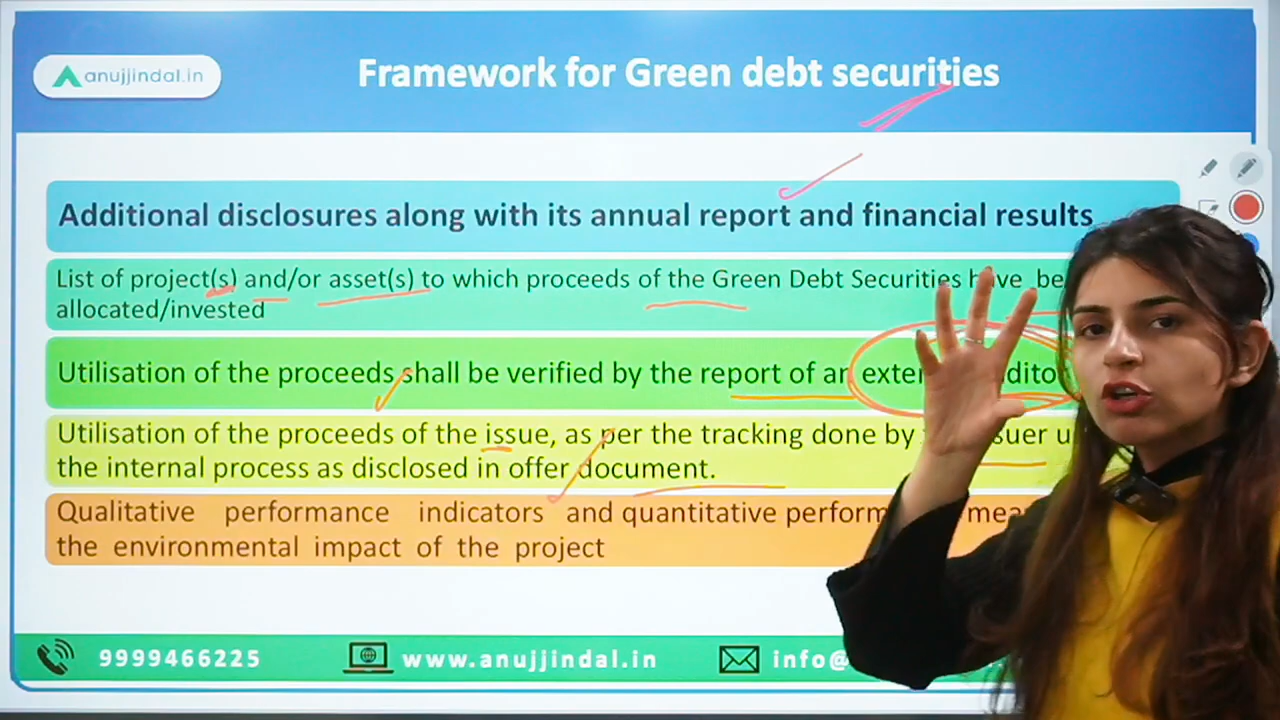 anujjindal.in
Framework for Green debt securities
Additional disclosures along with its annual report and financial results
List of project(s) and/or asset(s) to which proceeds of the Green Debt Securities have
allocated/invested
Utilisation of the proceeds shall be verified by the report of an
Utilisation of the proceeds of the issue, as per the tracking done by
the internal process as disclosed in offer document.
Qualitative performance indicators and quantitative
the environmental impact of the project
9999466225
www.anujjindal.in
info@